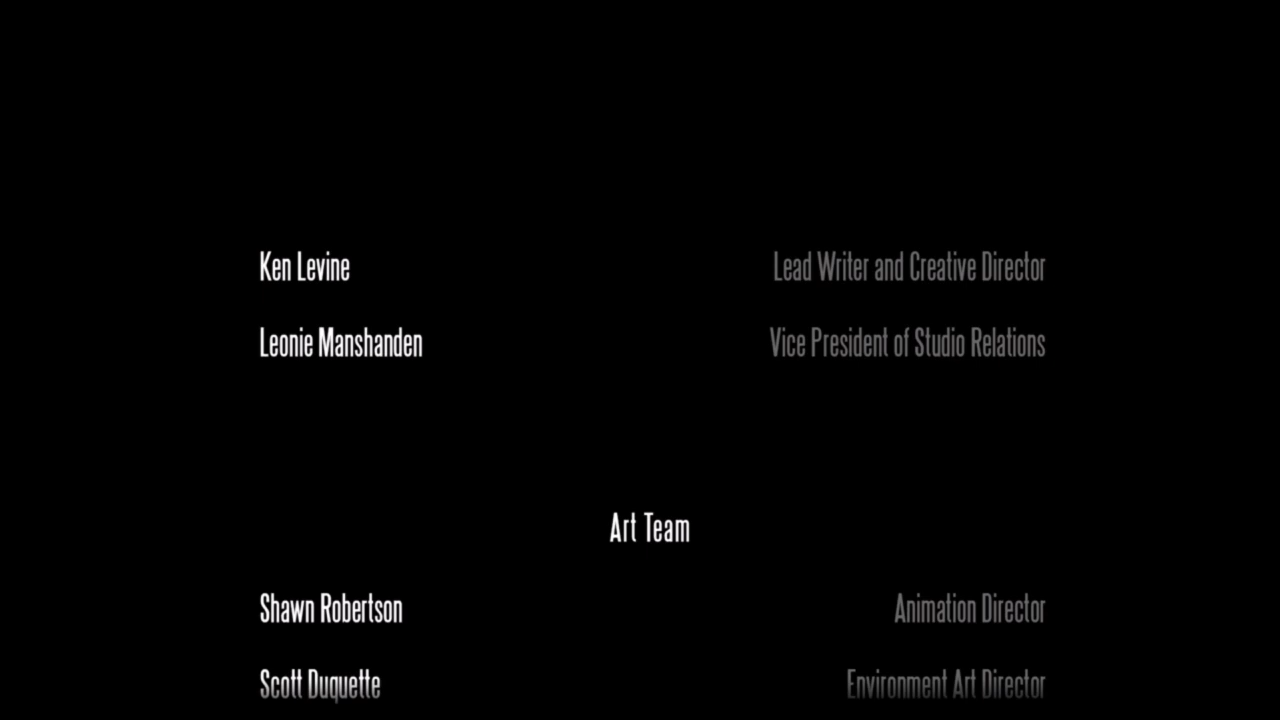 Ken Levine Lead Writer and Creative Director
Leonie Manshanden Vice President of Studio Relations
Art Team
Shawn Robertson Animation Director
Scott Duquette Environment Art Director